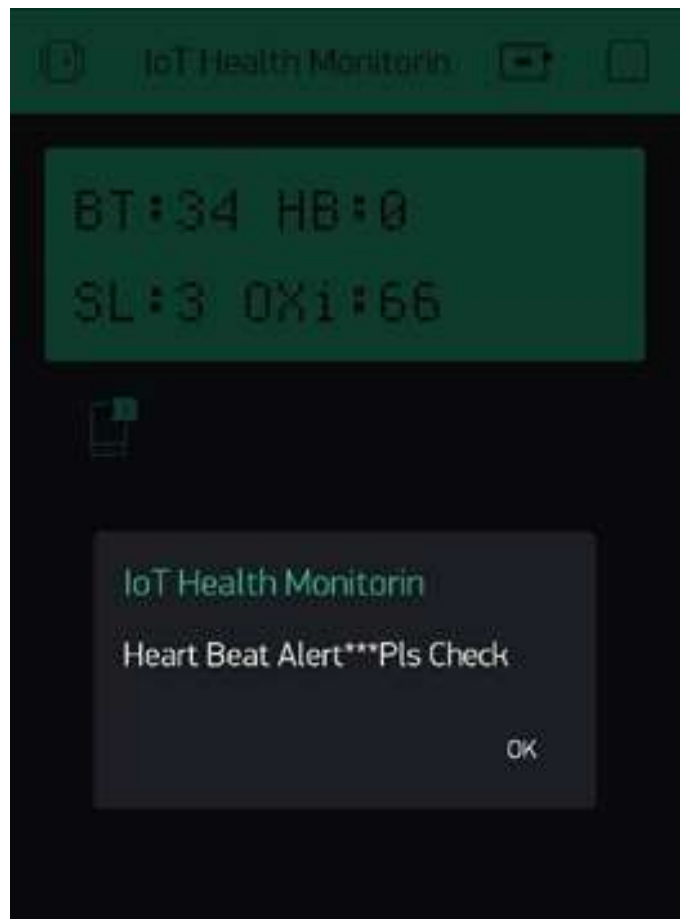 IoT Health Monitorin
BT:34 HB:0
SL:3 OXi:66
IoT Health Monitorin
Heart Beat Alert***Pls Check
OK